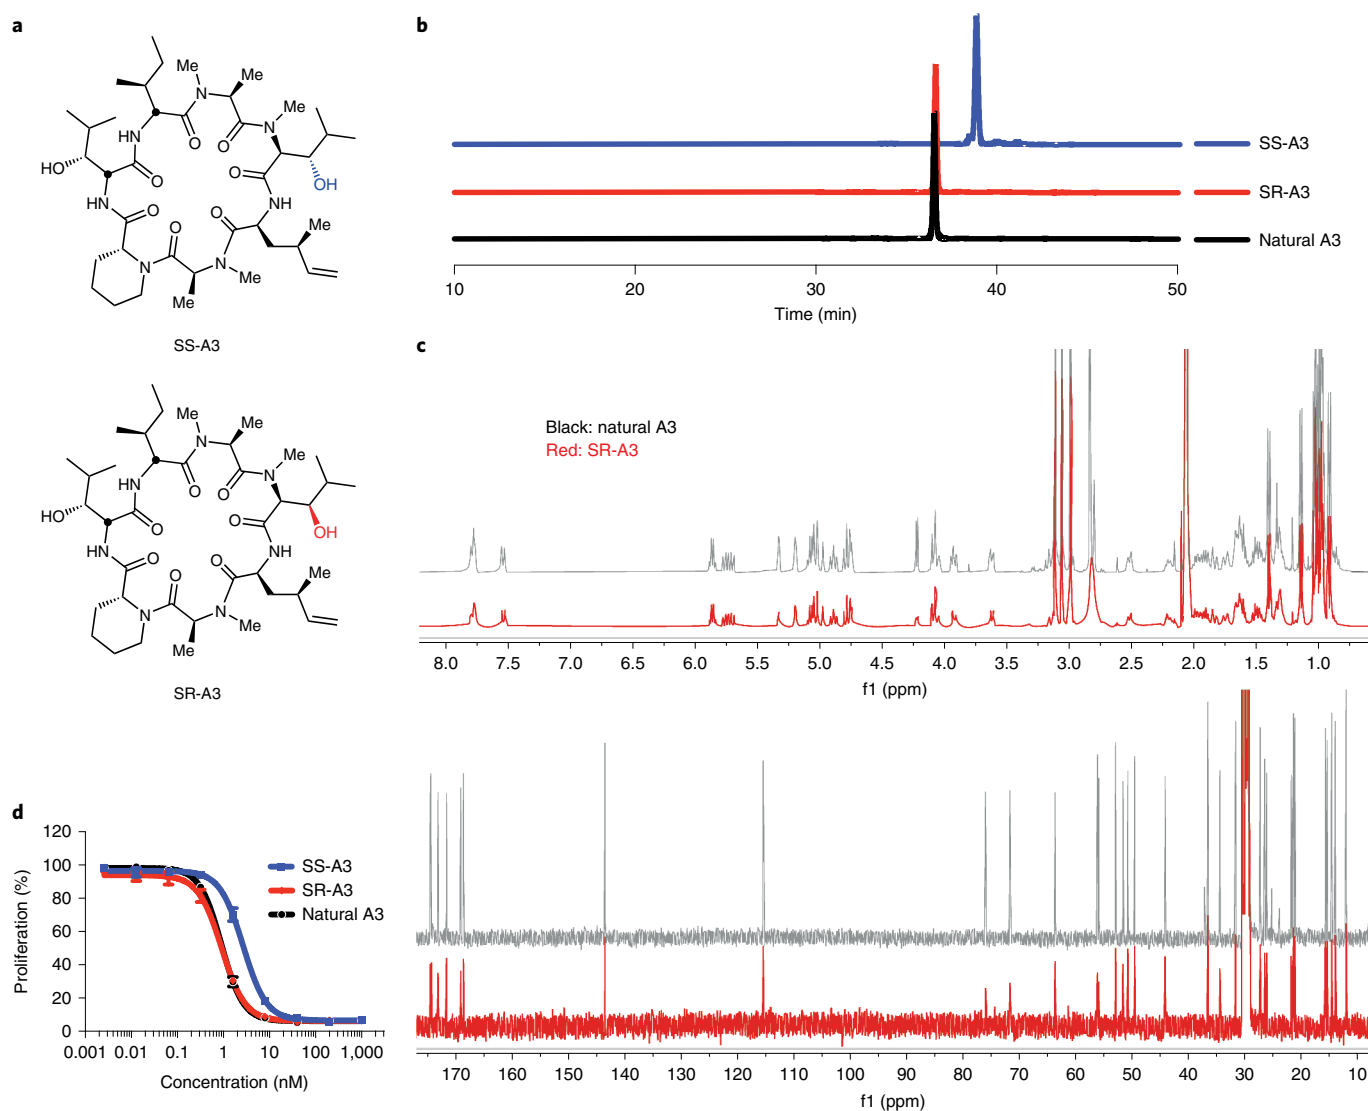 a
Me
N
Me
N
Me
HN
O
O
O
HO
O
OH
NH
NH
O
O
O
N
N
Me
Me
Me
SS-A3
Me
N
Me
N
Me
HN
O
O
O
HO
O
OH
NH
NH
O
O
O
N
N
Me
Me
Me
SR-A3
b
SS-A3
SR-A3
Natural A3
10 20 30 40 50
Time (min)
c
Black: natural A3
Red: SR-A3
8.0 7.5 7.0 6.5 6.0 5.5 5.0 4.5 4.0 3.5 3.0 2.5 2.0 1.5 1.0
f1 (ppm)
170 160 150 140 130 120 110 100 90 80 70 60 50 40 30 20 10
f1 (ppm)
d
120
100
80
60
40
20
0
Proliferation (%)
SS-A3
SR-A3
Natural A3
0.001 0.01 0.1 1 10 100 1,000
Concentration (nM)